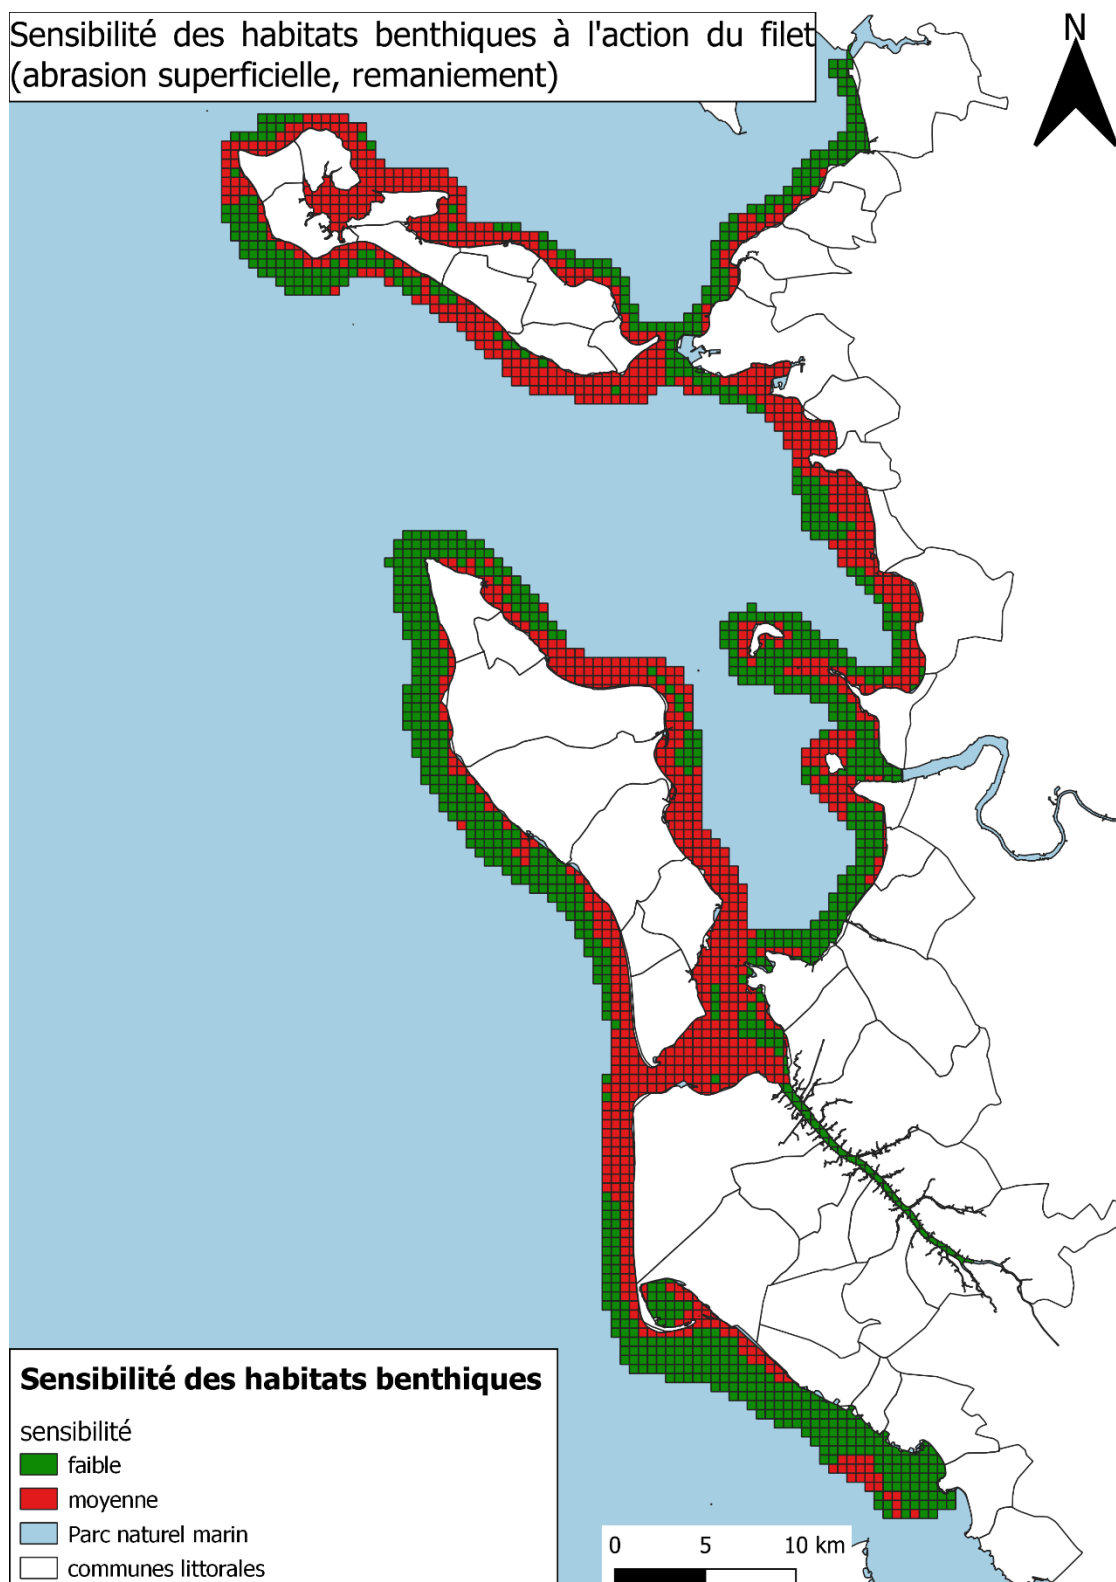 Sensibilité des habitats benthiques à l'action du filet
(abrasion superficielle, remaniement)
N
Sensibilité des habitats benthiques
sensibilité
faible
moyenne
Parc naturel marin
communes littorales
0 5 10 km